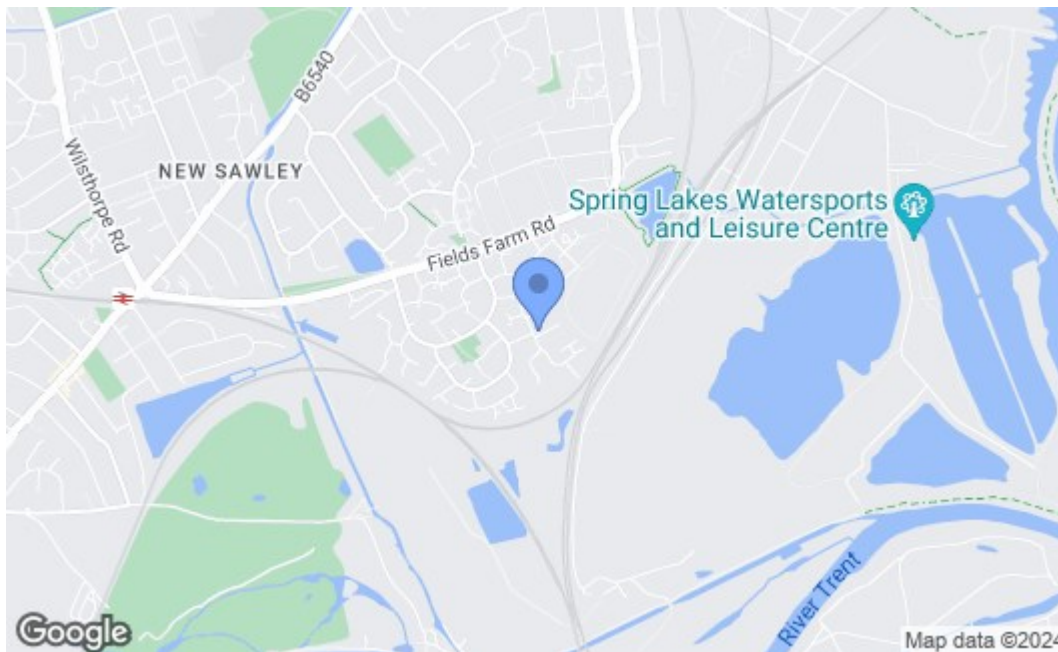 B6540
Wilsthorpe Rd
NEW SAWLEY
Spring Lakes Watersports
and Leisure Centre
Fields Farm Rd
River Trent
Google
Map data ©2024